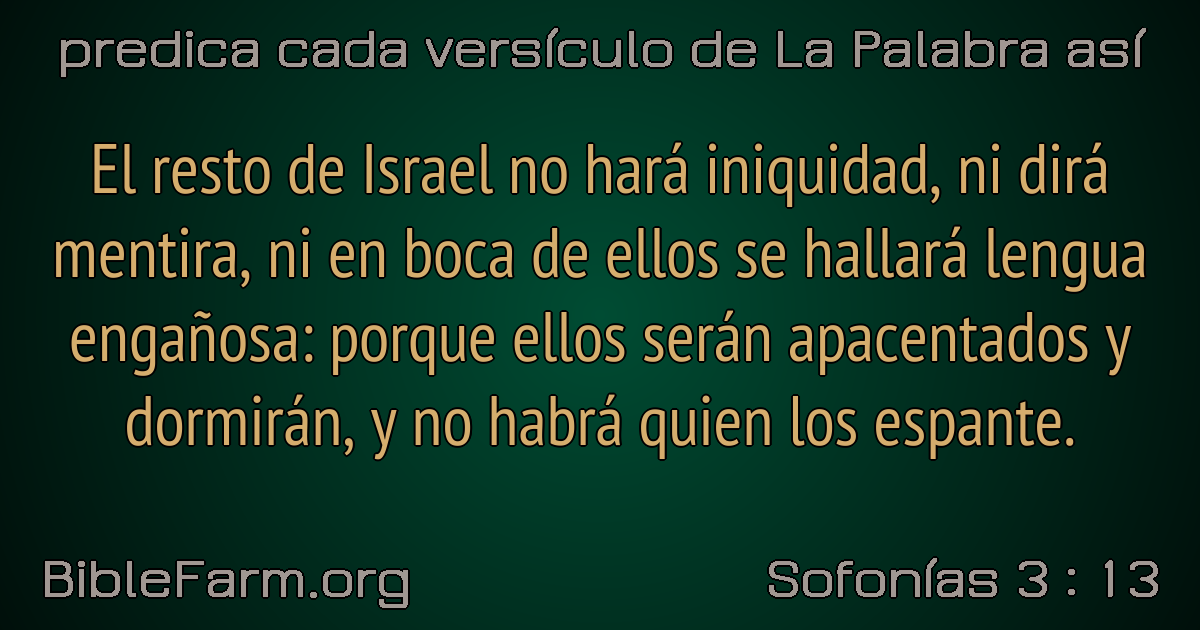 predica cada versículo de La Palabra así
El resto de Israel no hará iniquidad, ni dirá
mentira, ni en boca de ellos se hallará lengua
engañosa: porque ellos serán apacentados y
dormirán, y no habrá quien los espante.
BibleFarm.org
Sofonías 3 : 13